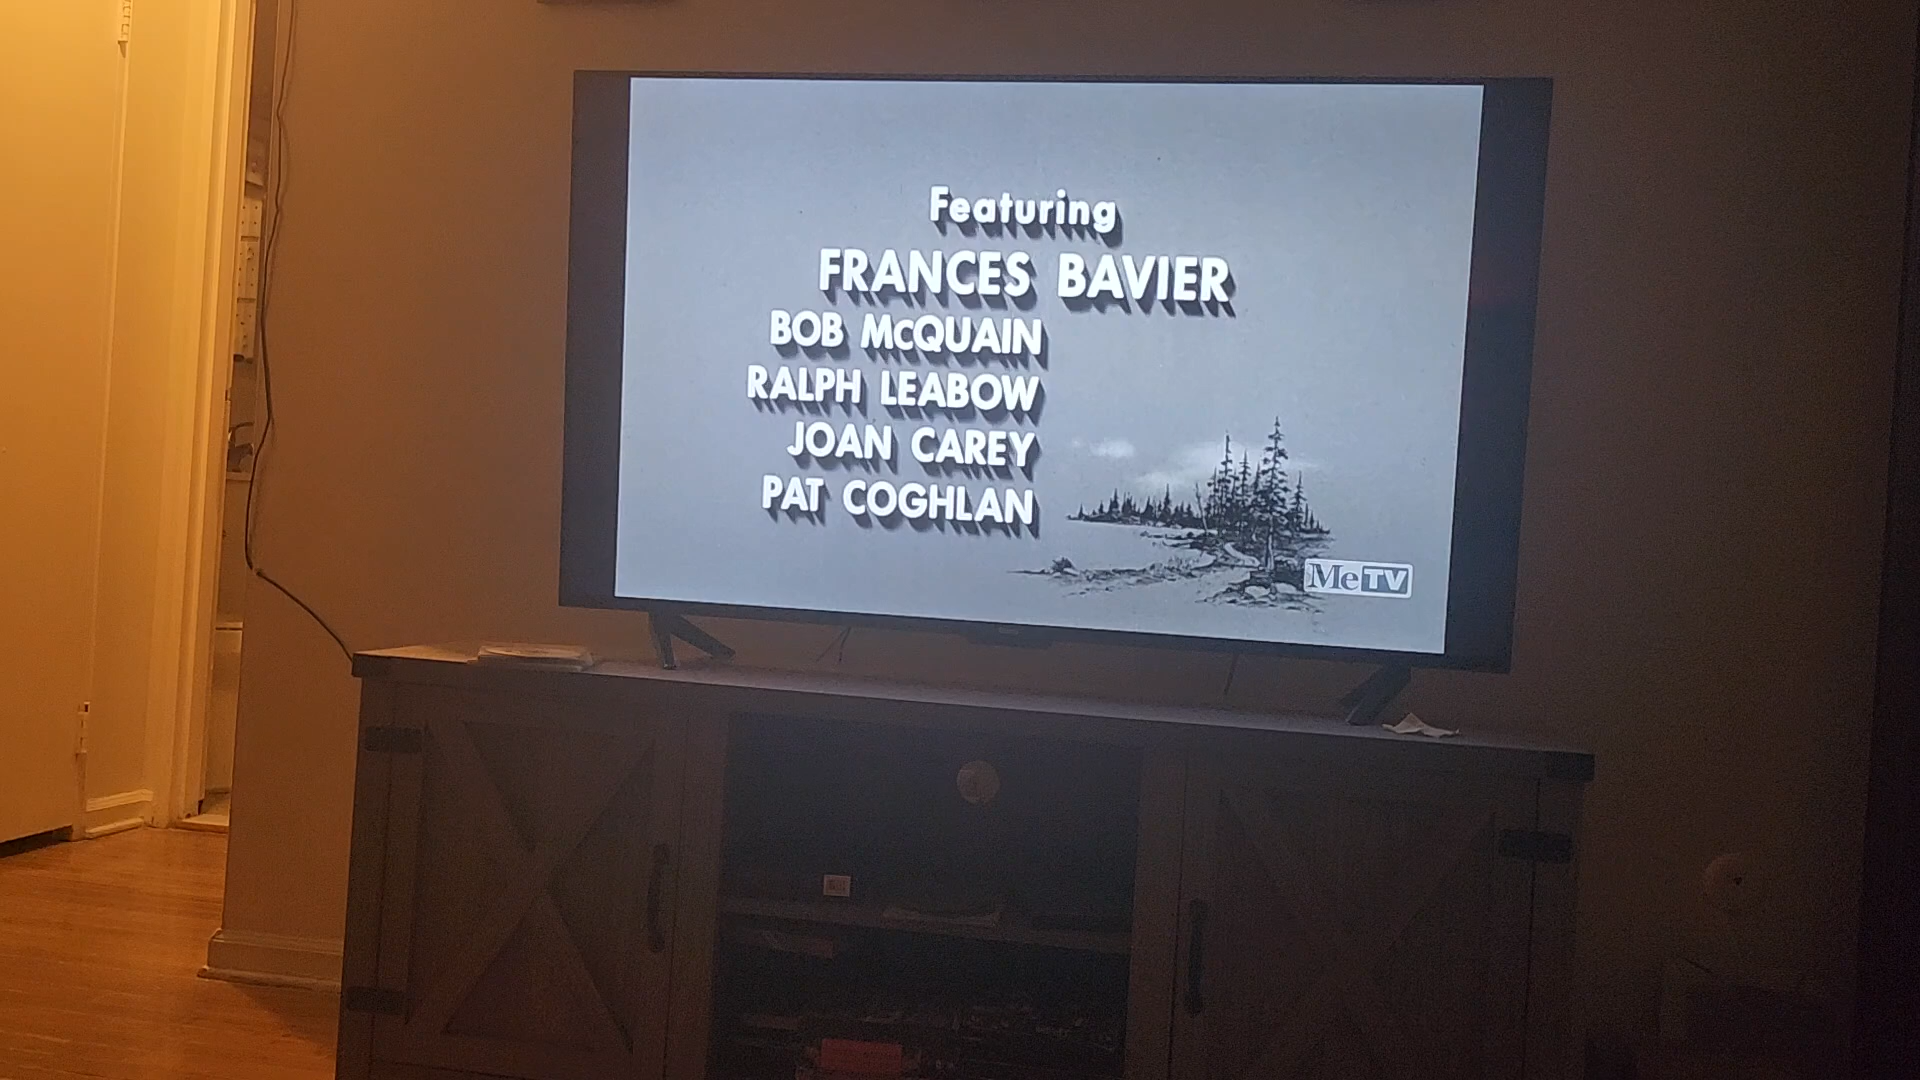 Featuring
FRANCES BAVIER
BOB McQUAIN
RALPH LEABOW
JOAN CAREY
PAT COGHLAN
MeTV